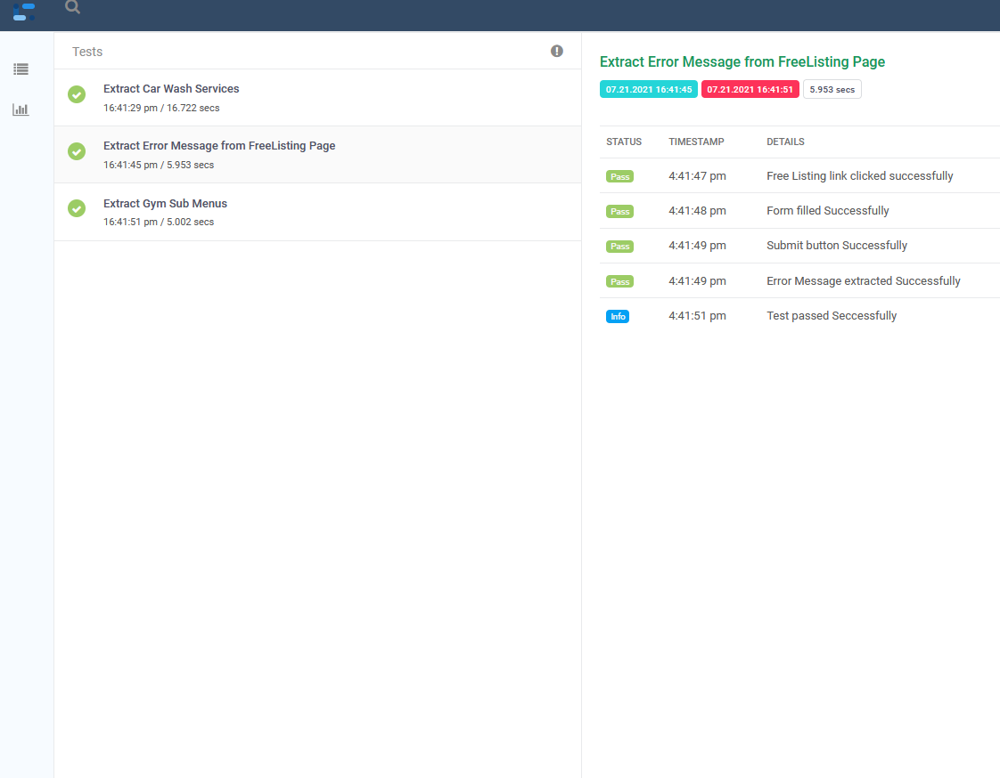 Tests
Extract Car Wash Services
16:41:29 pm / 16.722 secs
Extract Error Message from FreeListing Page
16:41:45 pm / 5.953 secs
Extract Gym Sub Menus
16:41:51 pm / 5.002 secs
Extract Error Message from FreeListing Page
07.21.2021 16:41:45 07.21.2021 16:41:51 5.953 secs
STATUS TIMESTAMP DETAILS
Pass 4:41:47 pm Free Listing link clicked successfully
Pass 4:41:48 pm Form filled Successfully
Pass 4:41:49 pm Submit button Successfully
Pass 4:41:49 pm Error Message extracted Successfully
Info 4:41:51 pm Test passed Seccessfully